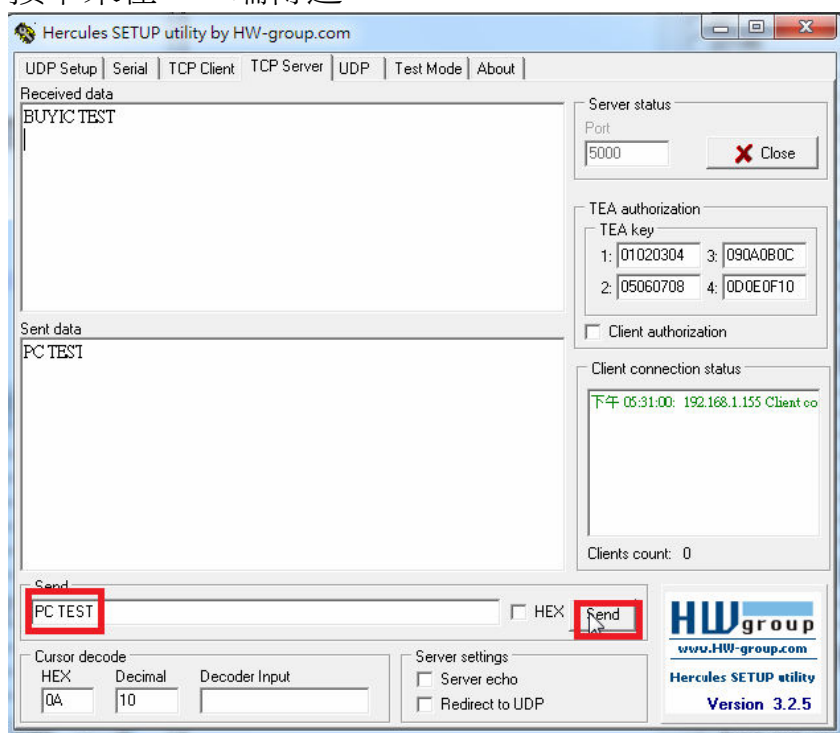 Hercules SETUP utility by HW-group.com
UDP Setup Serial TCP Client TCP Server UDP Test Mode About
Received data
BUYIC TEST
Server status
Port
5000
Close
TEA authorization
TEA key
1: 01020304 3: 090A0B0C
2: 05060708 4: 0D0E0F10
Client authorization
Sent data
PC TEST
Client connection status
下午 05:31:00: 192.168.1.155 Client co
Clients count: 0
Send
PC TEST
HEX
Send
Cursor decode
HEX Decimal Decoder Input
0A 10
Server settings
Server echo
Redirect to UDP
HW group
www.HW-group.com
Hercules SETUP utility
Version 3.2.5